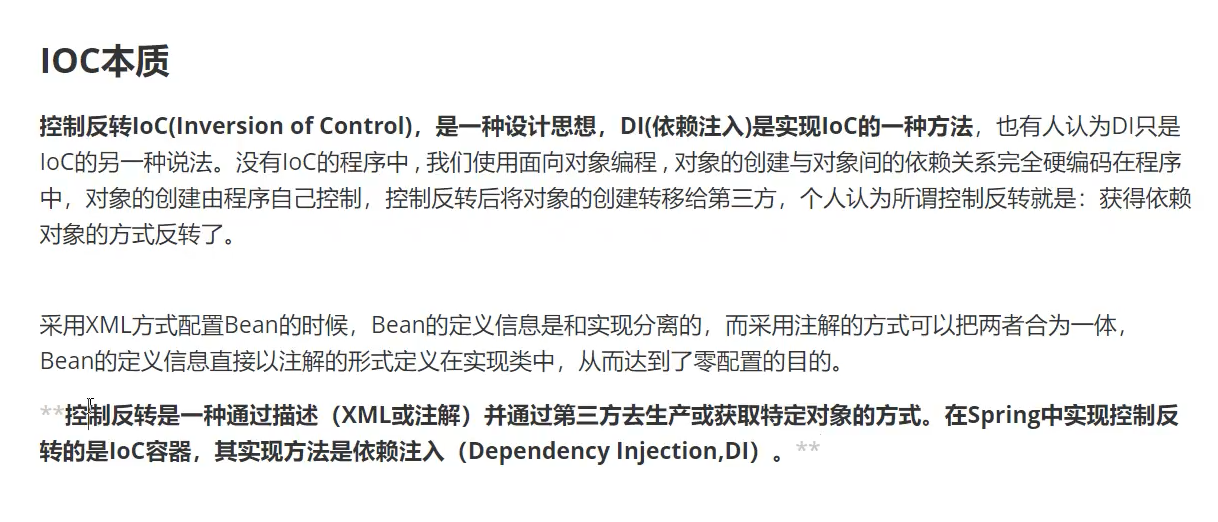 IOC本质
控制反转IoC(Inversion of Control)，是一种设计思想，DI(依赖注入)是实现IoC的一种方法，也有人认为DI只是
IoC的另一种说法。没有IoC的程序中 , 我们使用面向对象编程 , 对象的创建与对象间的依赖关系完全硬编码在程序
中，对象的创建由程序自己控制，控制反转后将对象的创建转移给第三方，个人认为所谓控制反转就是：获得依赖
对象的方式反转了。
采用XML方式配置Bean的时候，Bean的定义信息是和实现分离的，而采用注解的方式可以把两者合为一体，
Bean的定义信息直接以注解的形式定义在实现类中，从而达到了零配置的目的。
**控制反转是一种通过描述（XML或注解）并通过第三方去生产或获取特定对象的方式。在Spring中实现控制反
转的是IoC容器，其实现方法是依赖注入（Dependency Injection,DI）。**